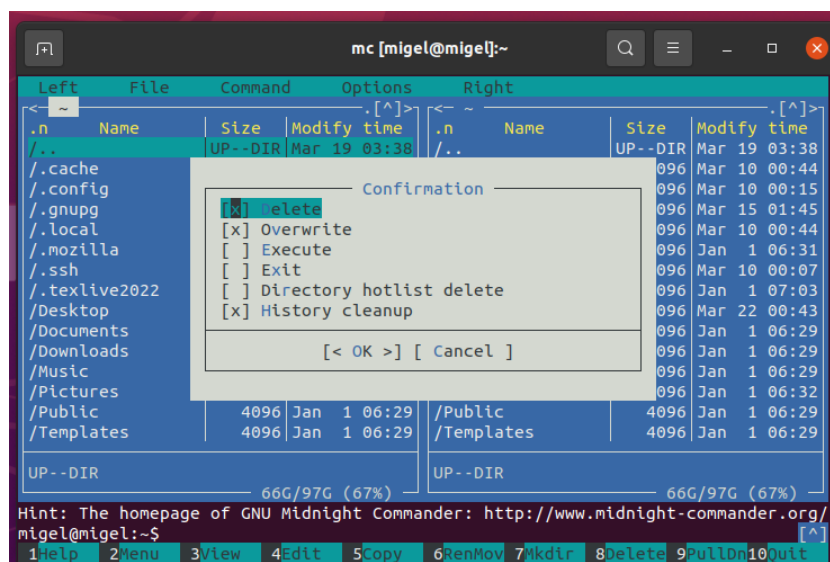 mc [migel@migel]:~
Left File Command Options Right
<— ~ .[^]> <— ~ .[^]>
.n Name Size Modify time .n Name Size Modify time
/.. UP--DIR Mar 19 03:38 /.. UP--DIR Mar 19 03:38
/.cache 096 Mar 10 00:44
/.config Confirmation 096 Mar 10 00:15
/.gnupg [x] Delete 096 Mar 15 01:45
/.local [x] Overwrite 096 Mar 10 00:44
/.mozilla [ ] Execute 096 Jan 1 06:31
/.ssh [ ] Exit 096 Mar 10 00:07
/.texlive2022 [ ] Directory hotlist delete 096 Jan 1 07:03
/Desktop [x] History cleanup 096 Mar 22 00:43
/Documents 096 Jan 1 06:29
/Downloads [< OK >] [ Cancel ] 096 Jan 1 06:29
/Music 096 Jan 1 06:29
/Pictures 096 Jan 1 06:32
/Public 4096 Jan 1 06:29 /Public 4096 Jan 1 06:29
/Templates 4096 Jan 1 06:29 /Templates 4096 Jan 1 06:29
UP--DIR UP--DIR
66G/97G (67%) 66G/97G (67%)
Hint: The homepage of GNU Midnight Commander: http://www.midnight-commander.org/
migel@migel:~$ [^]
1Help 2Menu 3View 4Edit 5Copy 6RenMov 7Mkdir 8Delete 9PullDn 10Quit